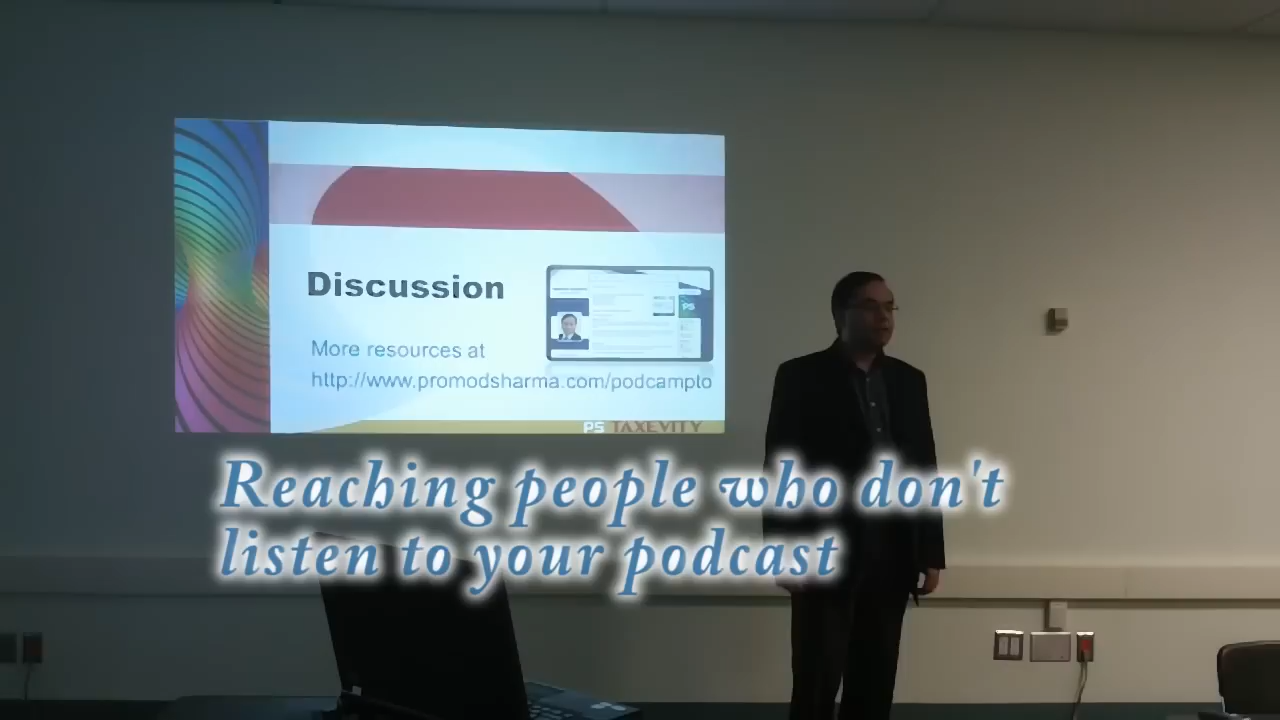 Discussion
More resources at
http://www.promodsharma.com/podcampto
PS TAXEVITY
Reaching people who don't
listen to your podcast